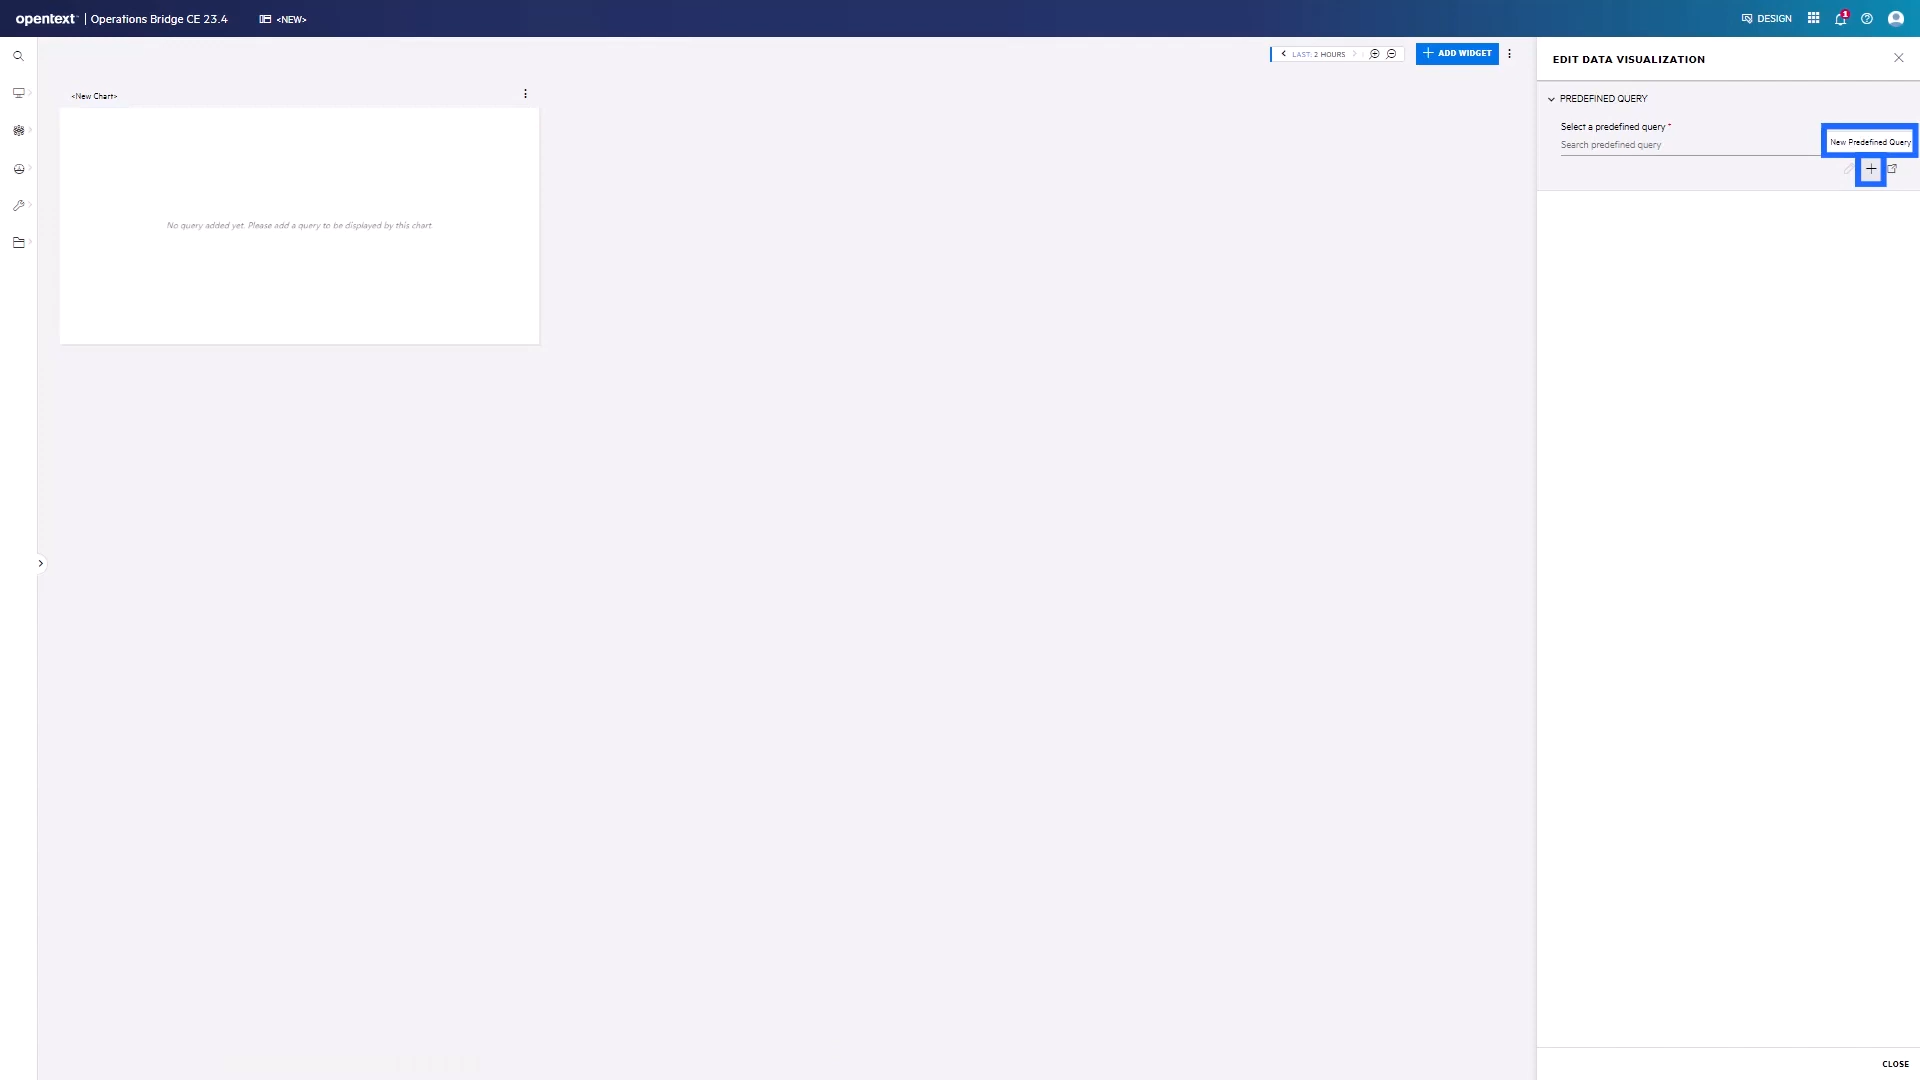 opentext™ | Operations Bridge CE 23.4
<NEW>
DESIGN
1
LAST: 2 HOURS
ADD WIDGET
EDIT DATA VISUALIZATION
<New Chart>
PREDEFINED QUERY
Select a predefined query *
Search predefined query
New Predefined Query
No query added yet. Please add a query to be displayed by this chart.
CLOSE